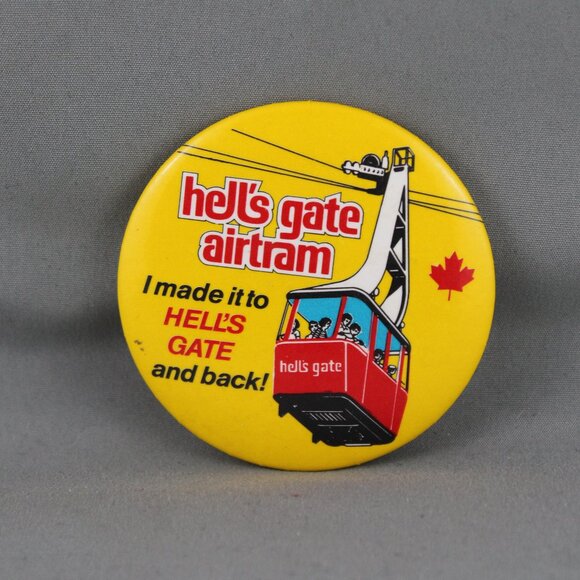 hell's gate
airtram
I made it to
HELL'S
GATE
and back!
hell's gate